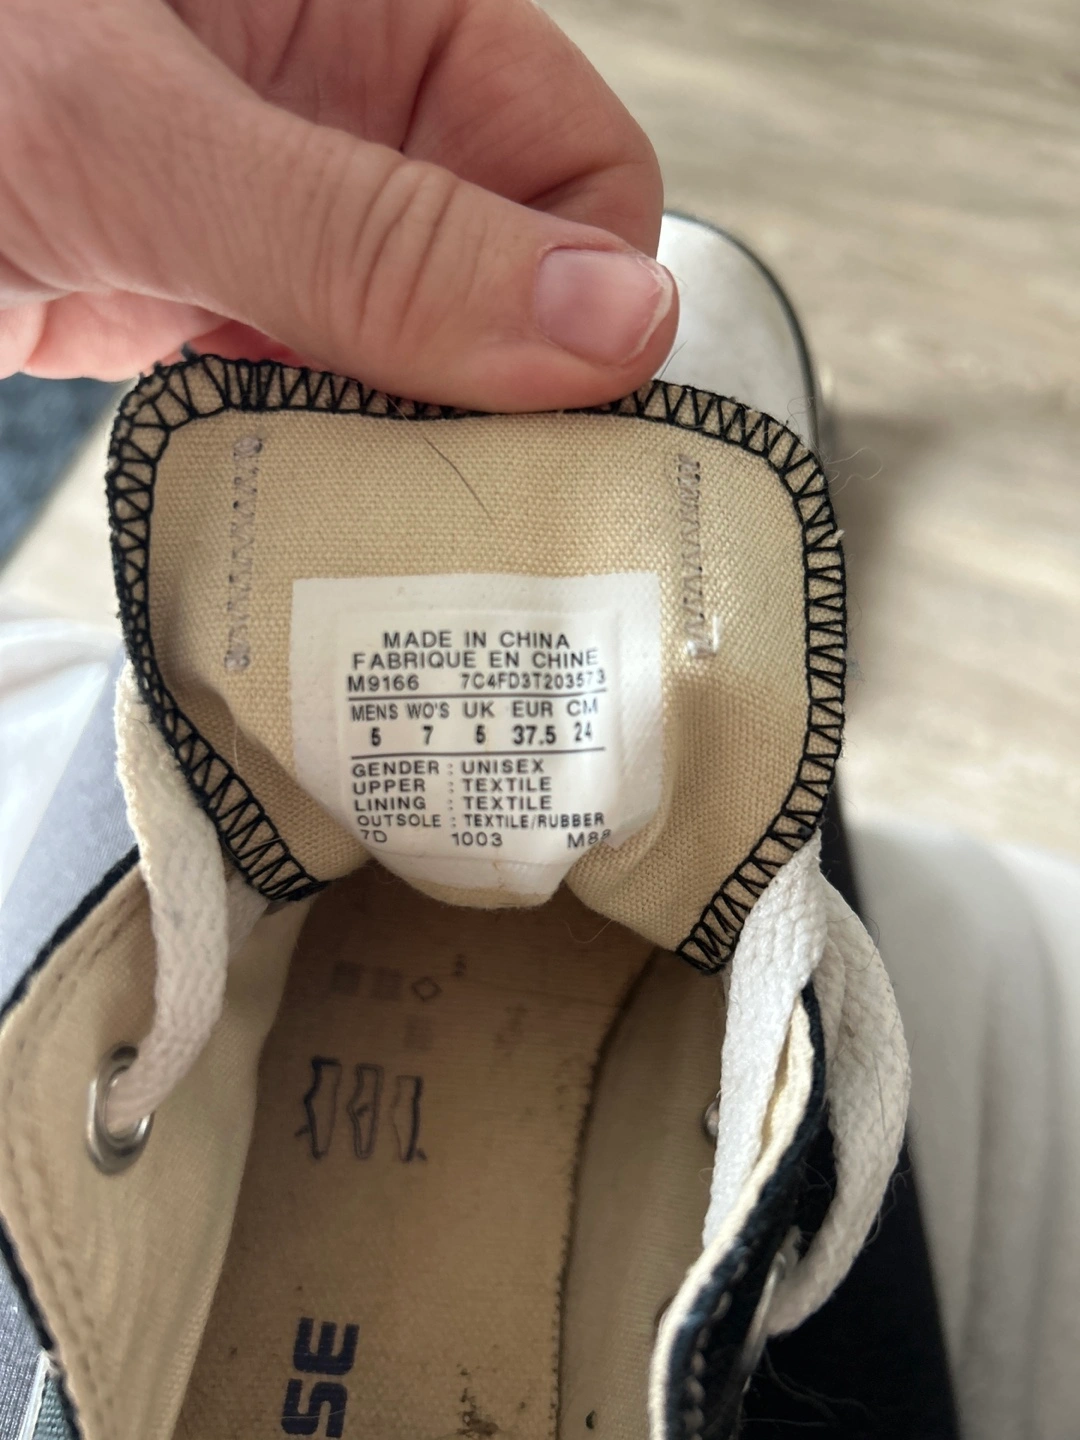 MADE IN CHINA
FABRIQUE EN CHINE
M9166 7C4FD3T203573
MENS WO'S UK EUR CM
5 7 5 37.5 24
GENDER : UNISEX
UPPER : TEXTILE
LINING : TEXTILE
OUTSOLE : TEXTILE/RUBBER
7D 1003 M88
SE